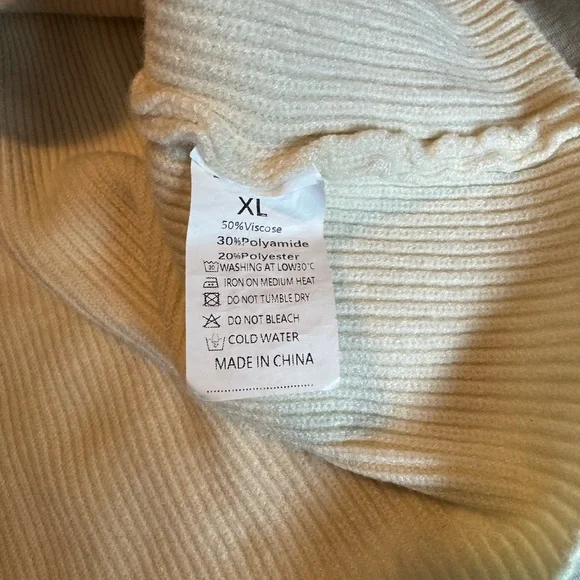 XL
50%Viscose
30%Polyamide
20%Polyester
30 WASHING AT LOW30°C
IRON ON MEDIUM HEAT
DO NOT TUMBLE DRY
DO NOT BLEACH
COLD WATER
MADE IN CHINA